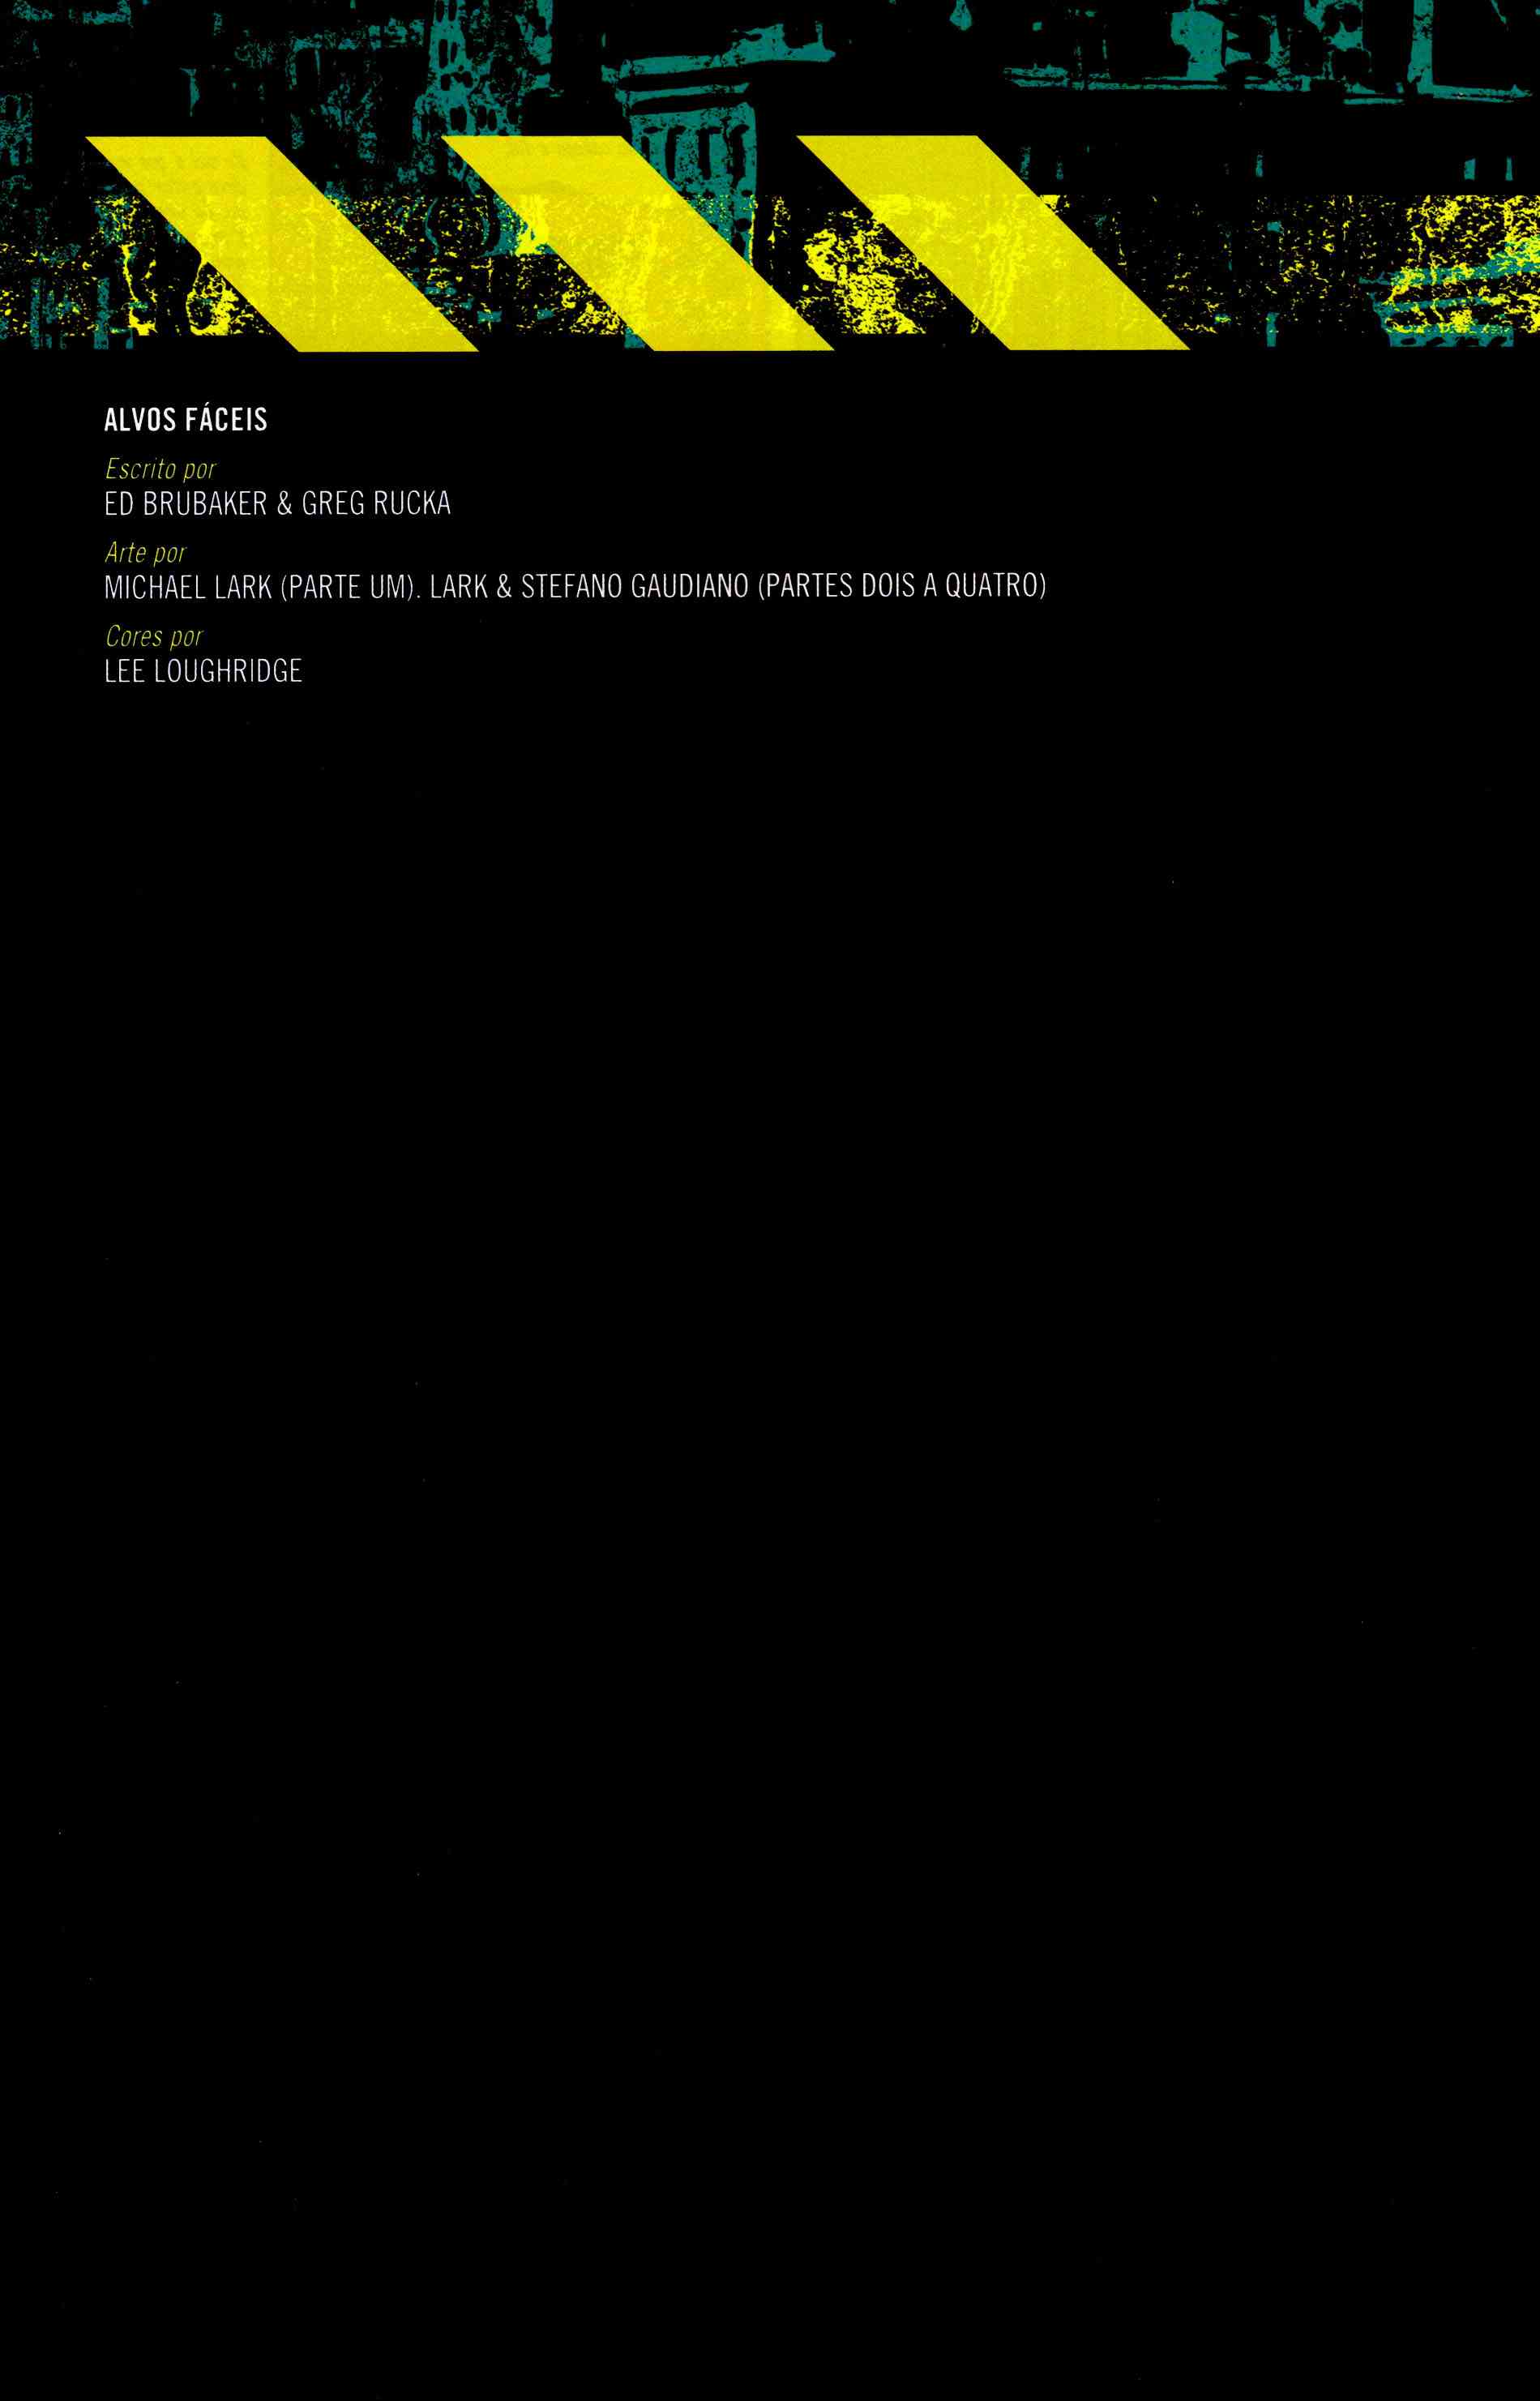 ALVOS FÁCEIS
Escrito por
ED BRUBAKER & GREG RUCKA
Arte por
MICHAEL LARK (PARTE UM). LARK & STEFANO GAUDIANO (PARTES DOIS A QUATRO)
Cores por
LEE LOUGHRIDGE